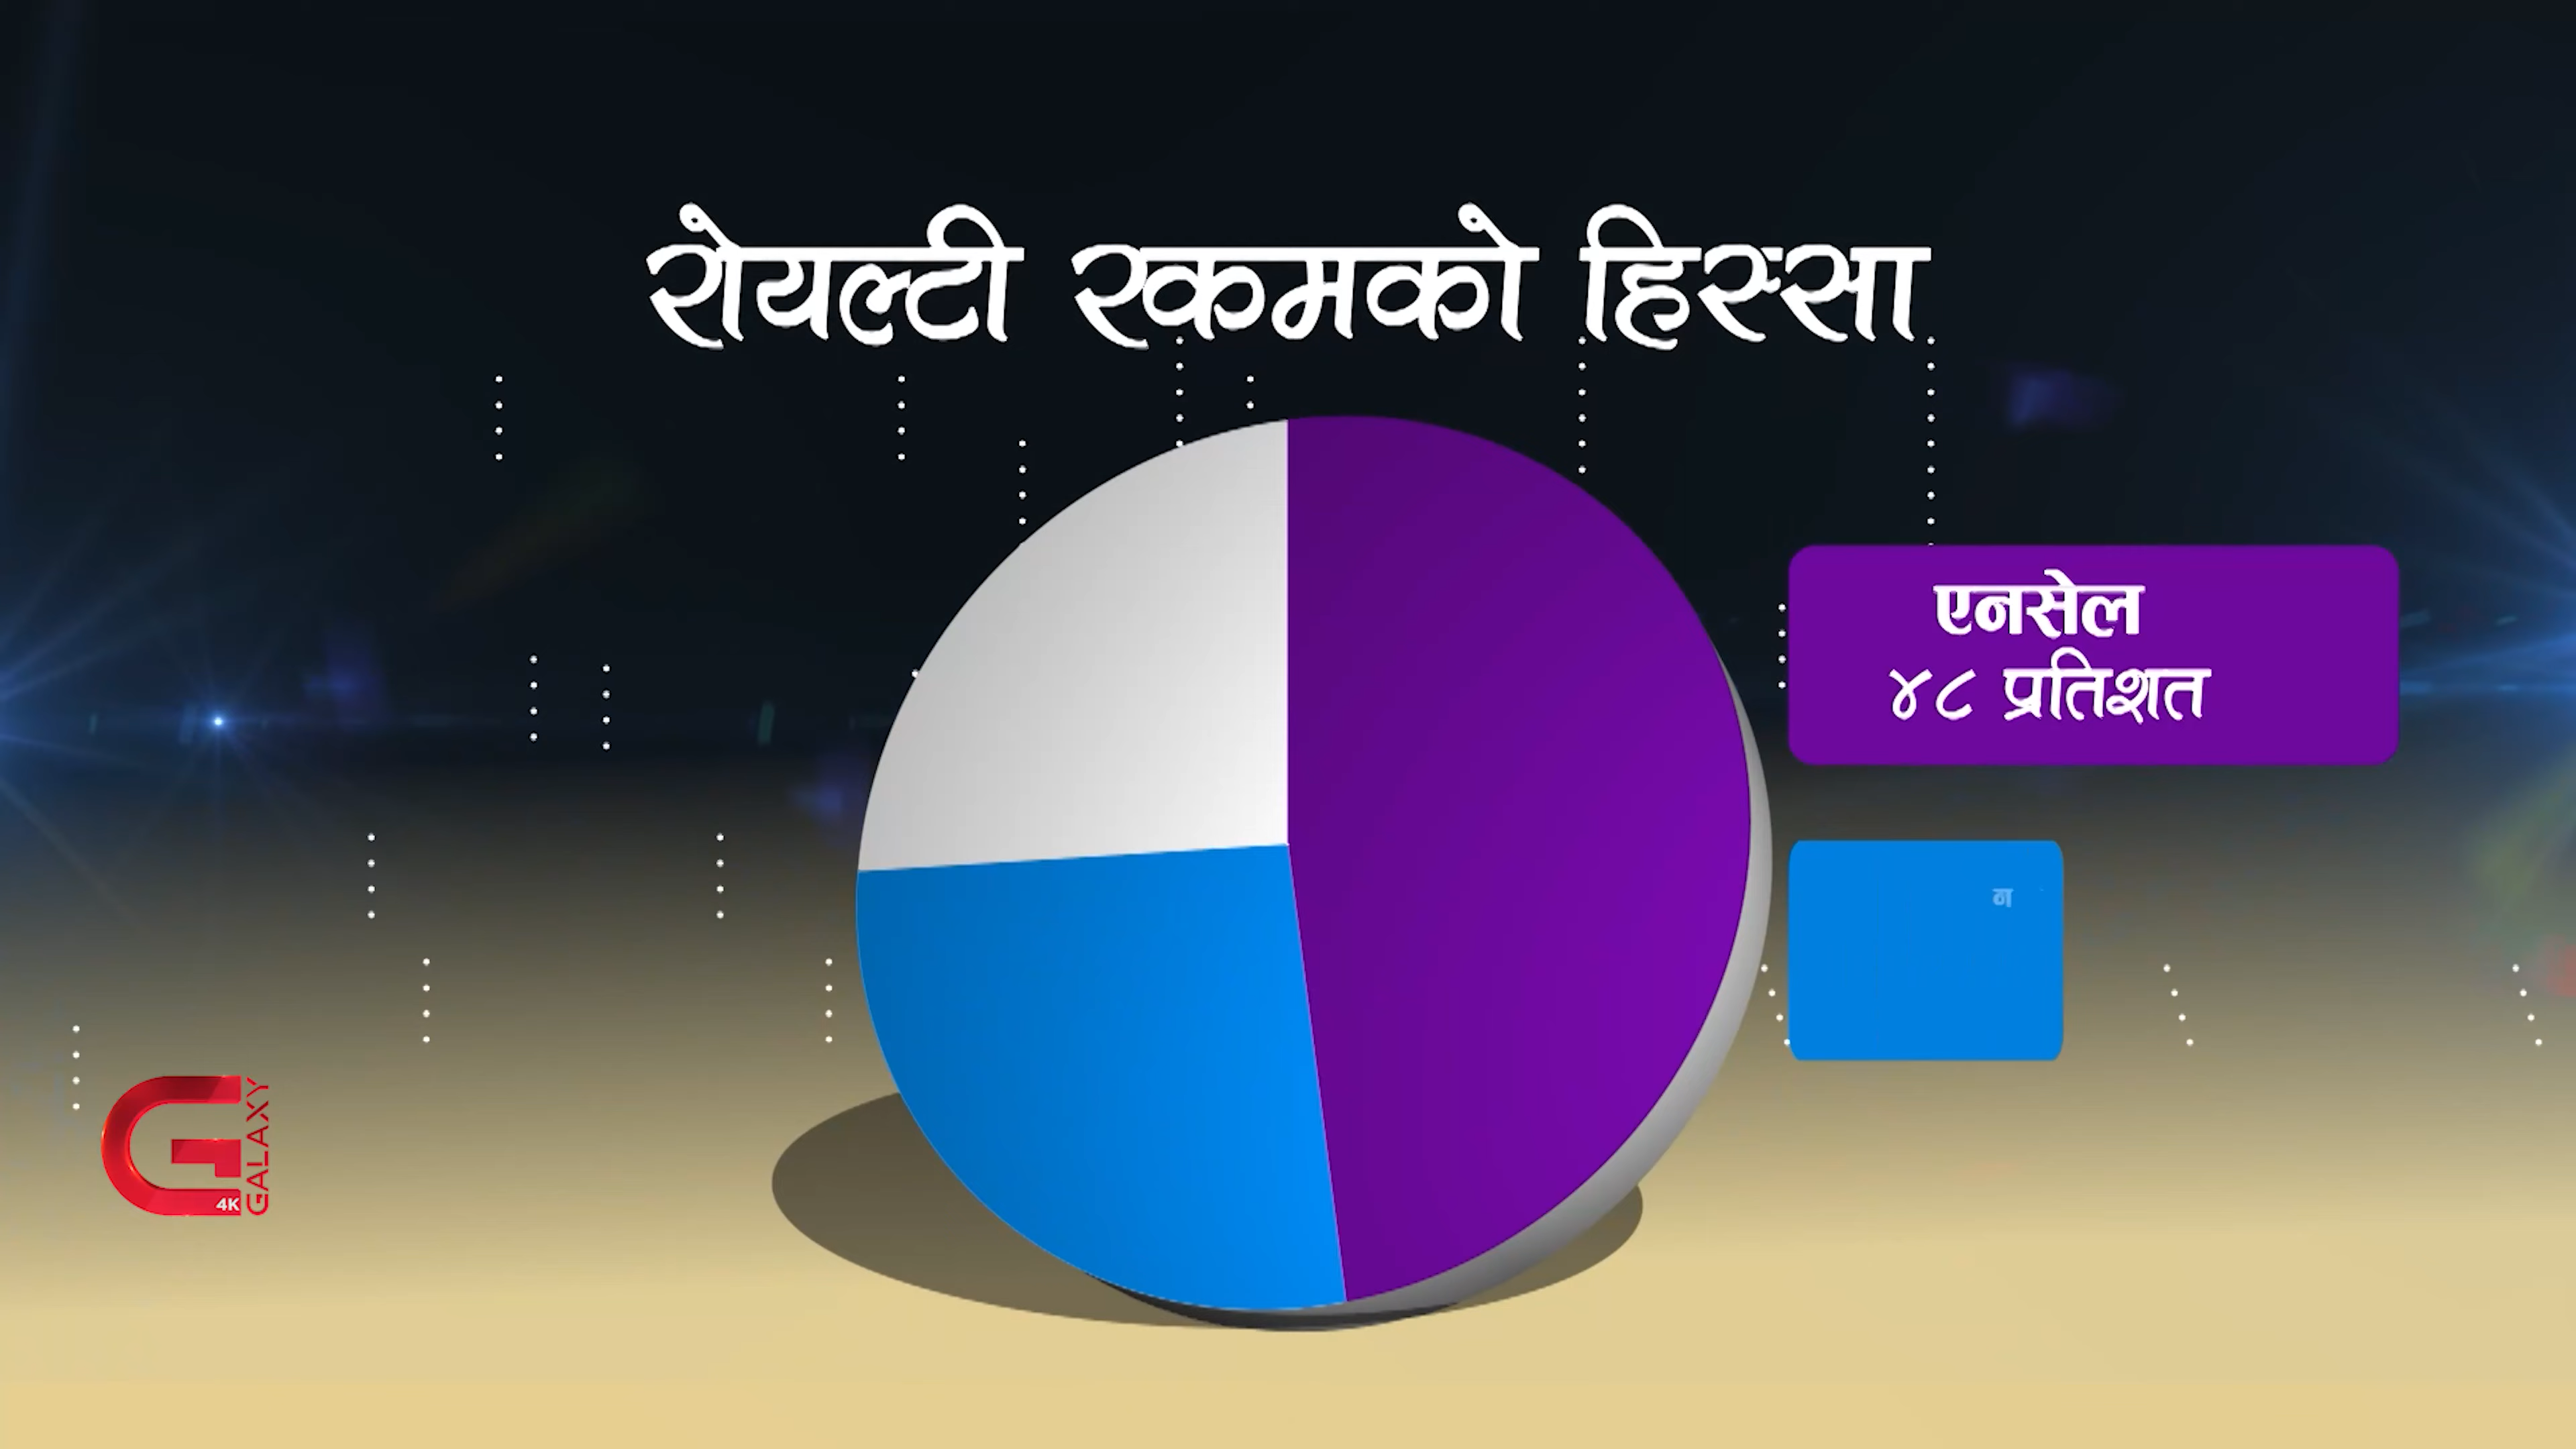 रोयल्टी रकमको हिस्सा
एनसेल
४८ प्रतिशत
न
GALAXY
4K